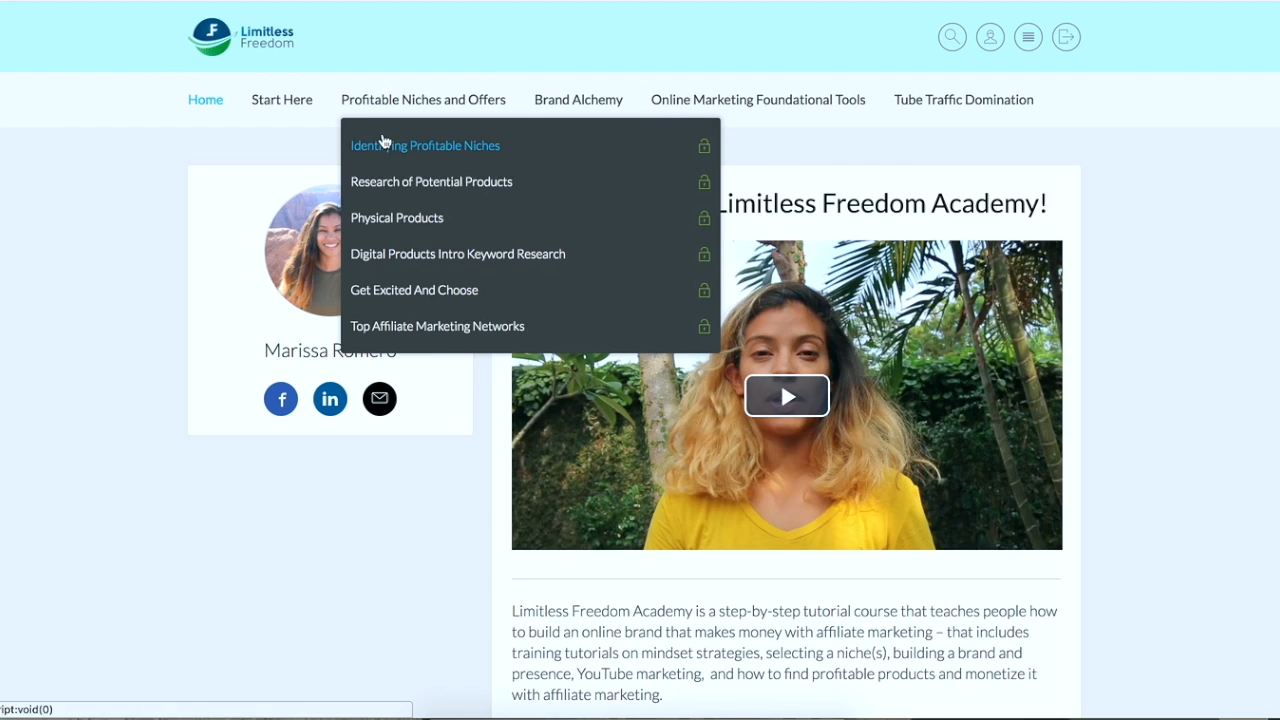 Limitless
Freedom
Home Start Here Profitable Niches and Offers Brand Alchemy Online Marketing Foundational Tools Tube Traffic Domination
Identifying Profitable Niches
Research of Potential Products
Physical Products
Digital Products Intro Keyword Research
Get Excited And Choose
Top Affiliate Marketing Networks
Limitless Freedom Academy!
Marissa Romero
f in
Limitless Freedom Academy is a step-by-step tutorial course that teaches people how
to build an online brand that makes money with affiliate marketing – that includes
training tutorials on mindset strategies, selecting a niche(s), building a brand and
presence, YouTube marketing, and how to find profitable products and monetize it
with affiliate marketing.
ript:void(0)